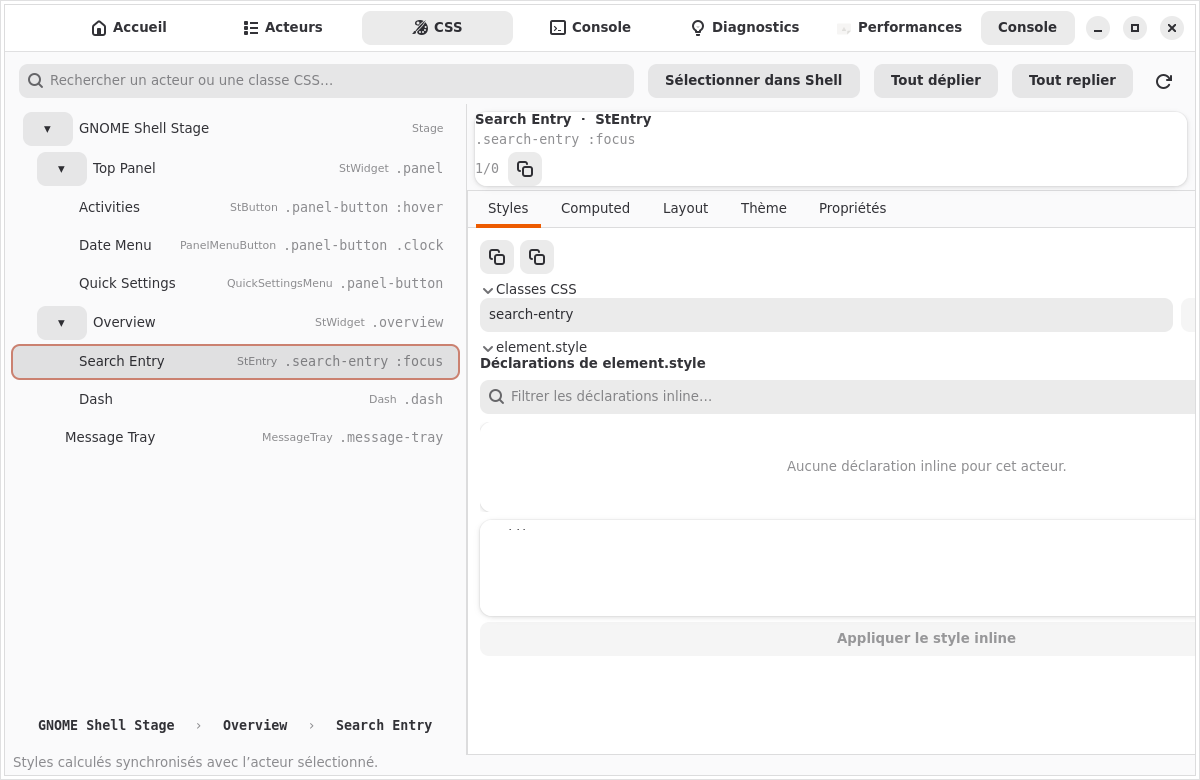 Accueil Acteurs CSS Console Diagnostics Performances Console
Rechercher un acteur ou une classe CSS… Sélectionner dans Shell Tout déplier Tout replier
GNOME Shell Stage Stage
Top Panel StWidget .panel
Activities StButton .panel-button :hover
Date Menu PanelMenuButton .panel-button .clock
Quick Settings QuickSettingsMenu .panel-button
Overview StWidget .overview
Search Entry StEntry .search-entry :focus
Dash Dash .dash
Message Tray MessageTray .message-tray
GNOME Shell Stage › Overview › Search Entry
Search Entry · StEntry
.search-entry :focus
1/0
Styles Computed Layout Thème Propriétés
Classes CSS
search-entry
element.style
Déclarations de element.style
Filtrer les déclarations inline…
Aucune déclaration inline pour cet acteur.
Appliquer le style inline
Styles calculés synchronisés avec l’acteur sélectionné.